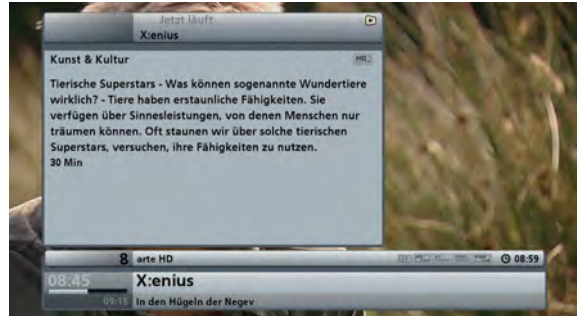 Jetzt läuft
X:enius
Kunst & Kultur
Tierische Superstars - Was können sogenannte Wundertiere
wirklich? - Tiere haben erstaunliche Fähigkeiten. Sie
verfügen über Sinnesleistungen, von denen Menschen nur
träumen können. Oft staunen wir über solche tierischen
Superstars, versuchen, ihre Fähigkeiten zu nutzen.
30 Min
8 arte HD 08:59
08:45 X:enius
09:15 In den Hügeln der Negev